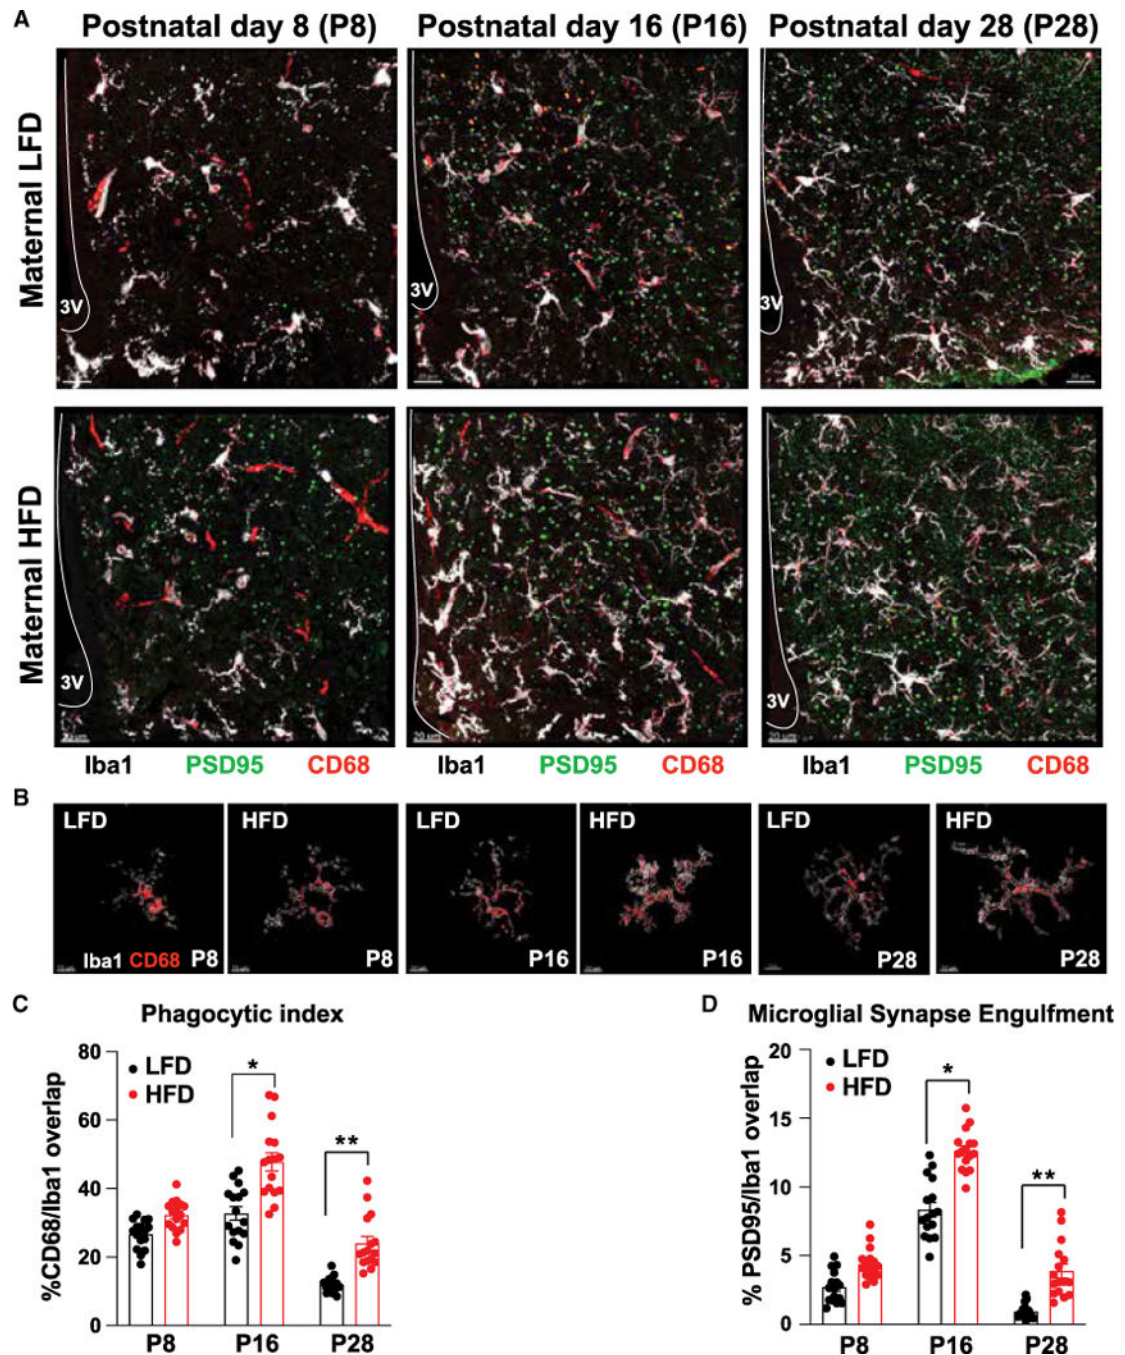 A
Postnatal day 8 (P8)
Postnatal day 16 (P16)
Postnatal day 28 (P28)
Maternal LFD
3V
3V
3V
Maternal HFD
3V
3V
20 µm
Iba1 PSD95 CD68
Iba1 PSD95 CD68
Iba1 PSD95 CD68
B
LFD
HFD
LFD
HFD
LFD
HFD
Iba1 CD68 P8
P8
P16
P16
P28
P28
C
Phagocytic index
%CD68/Iba1 overlap
80
60
40
20
0
LFD
HFD
*
**
P8 P16 P28
D
Microglial Synapse Engulfment
% PSD95/Iba1 overlap
20
15
10
5
0
LFD
HFD
*
**
P8 P16 P28